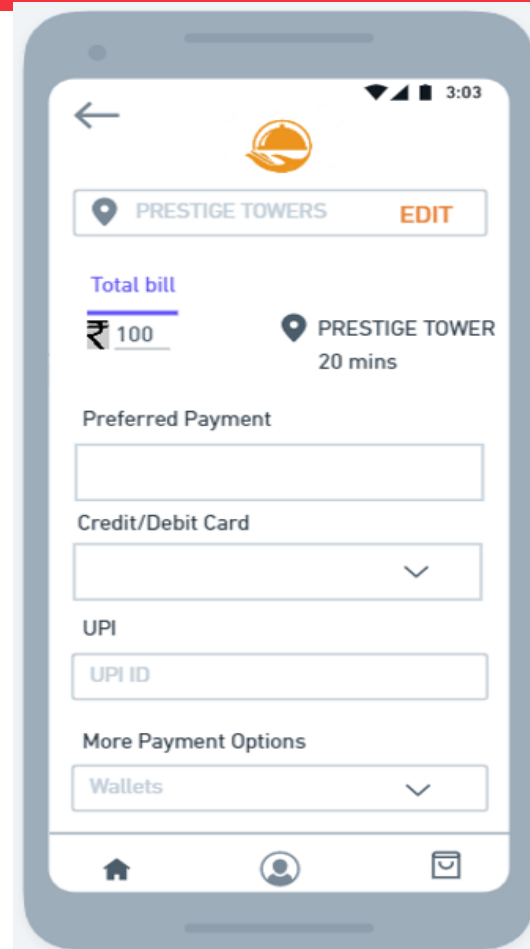 3:03
PRESTIGE TOWERS EDIT
Total bill
₹ 100
PRESTIGE TOWER
20 mins
Preferred Payment
Credit/Debit Card
UPI
UPI ID
More Payment Options
Wallets